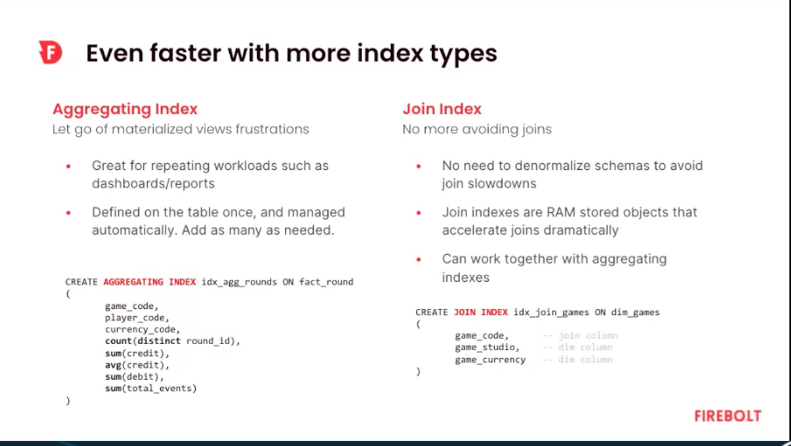 F
Even faster with more index types
Aggregating Index
Let go of materialized views frustrations
• Great for repeating workloads such as
dashboards/reports
• Defined on the table once, and managed
automatically. Add as many as needed.
CREATE AGGREGATING INDEX idx_agg_rounds ON fact_round
(
game_code,
player_code,
currency_code,
count(distinct round_id),
sum(credit),
avg(credit),
sum(debit),
sum(total_events)
)
Join Index
No more avoiding joins
• No need to denormalize schemas to avoid
join slowdowns
• Join indexes are RAM stored objects that
accelerate joins dramatically
• Can work together with aggregating
indexes
CREATE JOIN INDEX idx_join_games ON dim_games
(
game_code, -- join column
game_studio, -- dim column
game_currency -- dim column
)
FIREBOLT